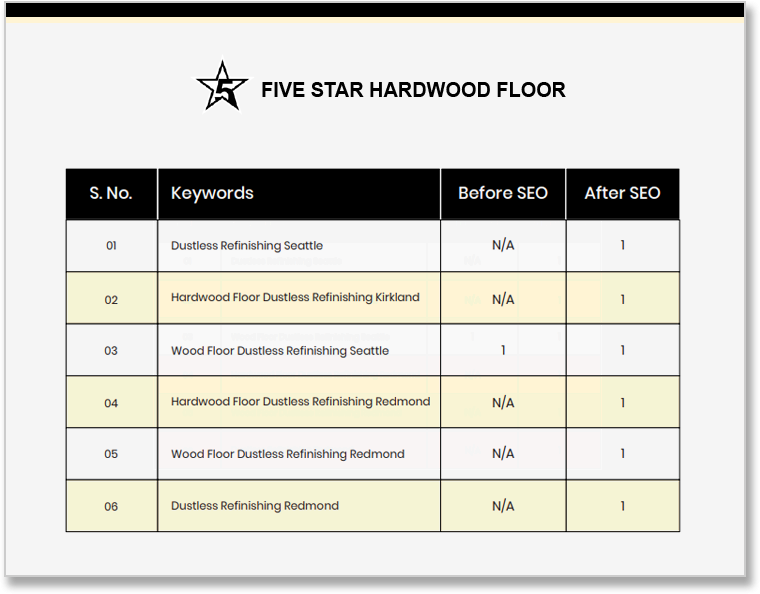 5 FIVE STAR HARDWOOD FLOOR
S. No. Keywords Before SEO After SEO
01 Dustless Refinishing Seattle N/A 1
02 Hardwood Floor Dustless Refinishing Kirkland N/A 1
03 Wood Floor Dustless Refinishing Seattle 1 1
04 Hardwood Floor Dustless Refinishing Redmond N/A 1
05 Wood Floor Dustless Refinishing Redmond N/A 1
06 Dustless Refinishing Redmond N/A 1